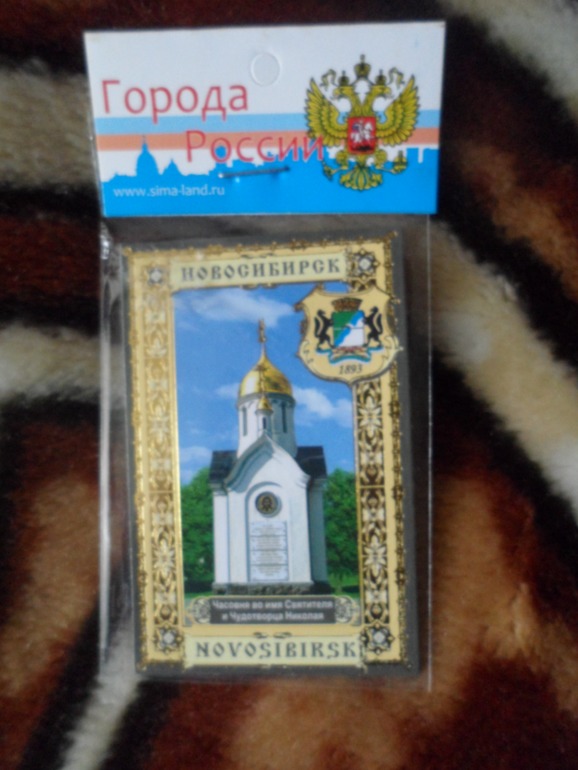 Города
России
www.sima-land.ru
НОВОСИБИРСК
1893
Часовня во имя Святителя
и Чудотворца Николая
NOVOSIBIRSK